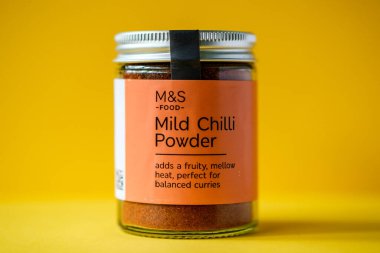 M&S
-FOOD-
Mild Chilli
Powder
adds a fruity, mellow
heat, perfect for
balanced curries